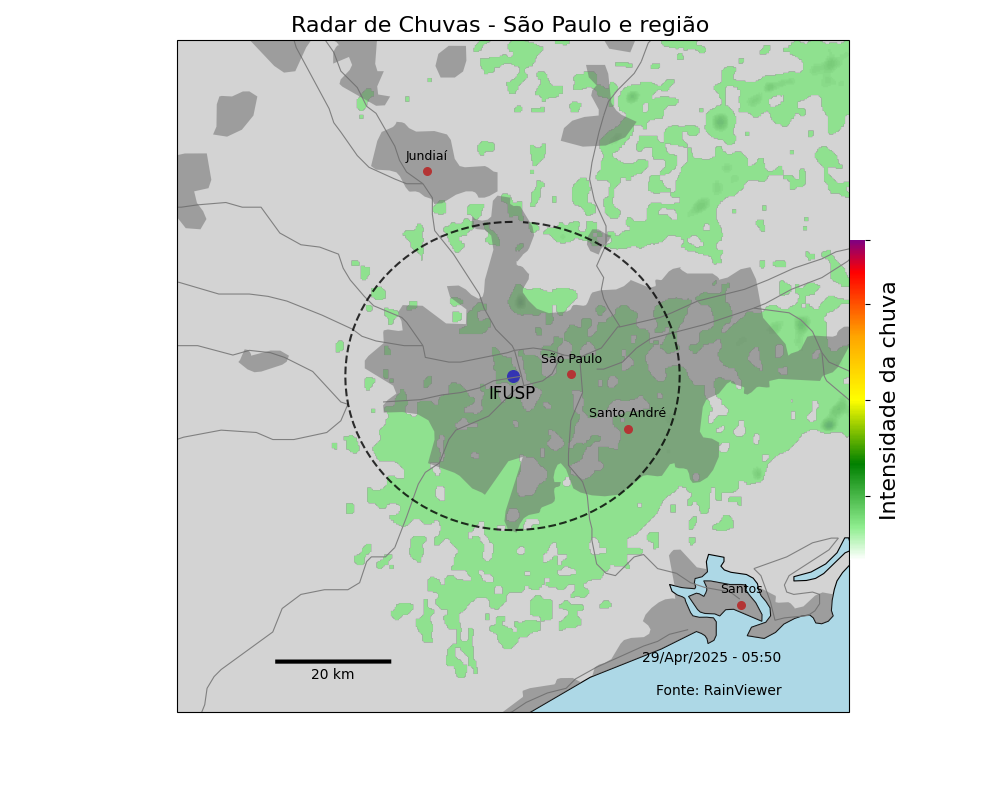 Radar de Chuvas - São Paulo e região
Jundiaí
São Paulo
IFUSP
Santo André
Intensidade da chuva
Santos
20 km
29/Apr/2025 - 05:50
Fonte: RainViewer